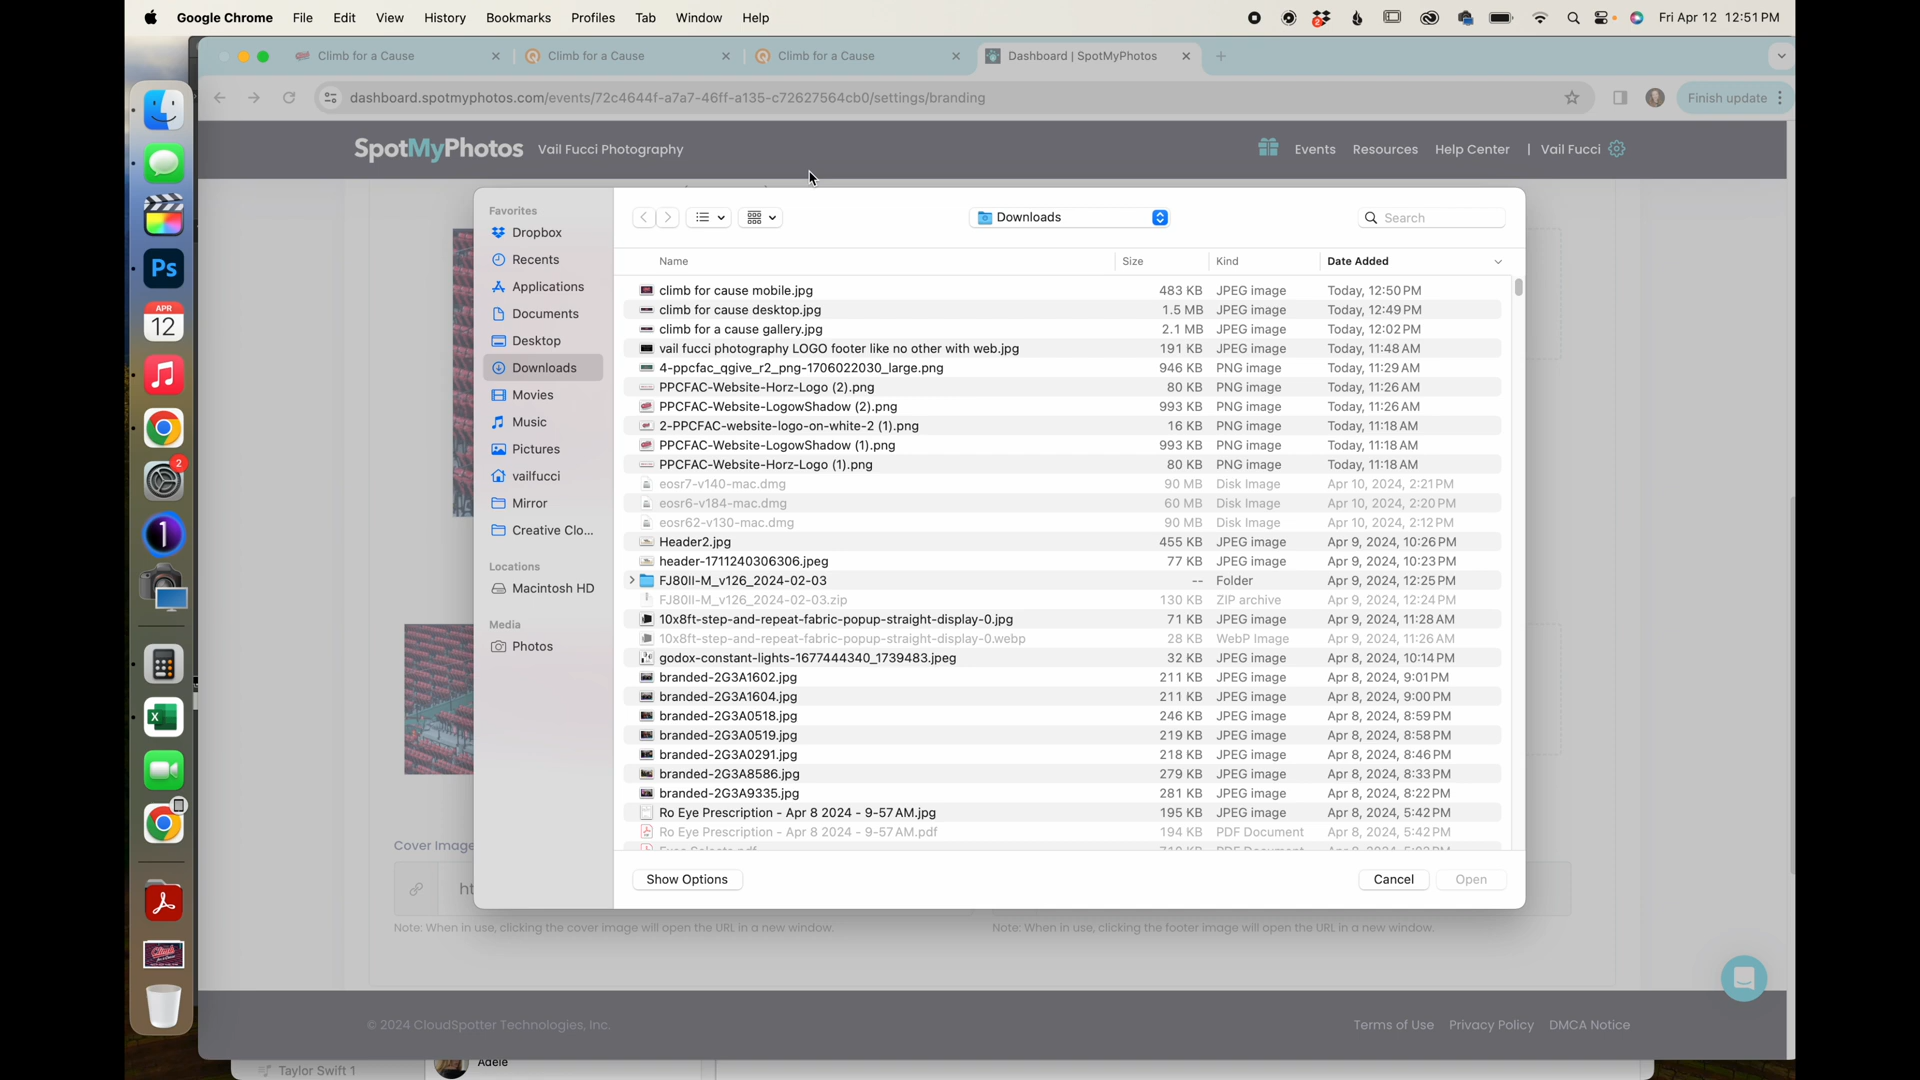 Google Chrome File Edit View History Bookmarks Profiles Tab Window Help
2
Fri Apr 12 12:51 PM
Climb for a Cause
Climb for a Cause
Climb for a Cause
Dashboard | SpotMyPhotos
dashboard.spotmyphotos.com/events/72c4644f-a7a7-46ff-a135-c72627564cb0/settings/branding
Finish update
SpotMyPhotos Vail Fucci Photography
Events Resources Help Center | Vail Fucci
Favorites
Dropbox
Recents
Applications
Documents
Desktop
Downloads
Movies
Music
Pictures
vailfucci
Mirror
Creative Clo...
Locations
Macintosh HD
Media
Photos
Downloads
Search
Name Size Kind Date Added
climb for cause mobile.jpg 483 KB JPEG image Today, 12:50 PM
climb for cause desktop.jpg 1.5 MB JPEG image Today, 12:49 PM
climb for a cause gallery.jpg 2.1 MB JPEG image Today, 12:02 PM
vail fucci photography LOGO footer like no other with web.jpg 191 KB JPEG image Today, 11:48 AM
4-ppcfac_qgive_r2_png-1706022030_large.png 946 KB PNG image Today, 11:29 AM
PPCFAC-Website-Horz-Logo (2).png 80 KB PNG image Today, 11:26 AM
PPCFAC-Website-LogowShadow (2).png 993 KB PNG image Today, 11:26 AM
2-PPCFAC-website-logo-on-white-2 (1).png 16 KB PNG image Today, 11:18 AM
PPCFAC-Website-LogowShadow (1).png 993 KB PNG image Today, 11:18 AM
PPCFAC-Website-Horz-Logo (1).png 80 KB PNG image Today, 11:18 AM
eosr7-v140-mac.dmg 90 MB Disk Image Apr 10, 2024, 2:21 PM
eosr6-v184-mac.dmg 60 MB Disk Image Apr 10, 2024, 2:20 PM
eosr62-v130-mac.dmg 90 MB Disk Image Apr 10, 2024, 2:12 PM
Header2.jpg 455 KB JPEG image Apr 9, 2024, 10:26 PM
header-1711240306306.jpeg 77 KB JPEG image Apr 9, 2024, 10:23 PM
FJ80II-M_v126_2024-02-03 -- Folder Apr 9, 2024, 12:25 PM
FJ80II-M_v126_2024-02-03.zip 130 KB ZIP archive Apr 9, 2024, 12:24 PM
10x8ft-step-and-repeat-fabric-popup-straight-display-0.jpg 71 KB JPEG image Apr 9, 2024, 11:28 AM
10x8ft-step-and-repeat-fabric-popup-straight-display-0.webp 28 KB WebP Image Apr 9, 2024, 11:26 AM
godox-constant-lights-1677444340_1739483.jpeg 32 KB JPEG image Apr 8, 2024, 10:14 PM
branded-2G3A1602.jpg 211 KB JPEG image Apr 8, 2024, 9:01 PM
branded-2G3A1604.jpg 211 KB JPEG image Apr 8, 2024, 9:00 PM
branded-2G3A0518.jpg 246 KB JPEG image Apr 8, 2024, 8:59 PM
branded-2G3A0519.jpg 219 KB JPEG image Apr 8, 2024, 8:58 PM
branded-2G3A0291.jpg 218 KB JPEG image Apr 8, 2024, 8:46 PM
branded-2G3A8586.jpg 279 KB JPEG image Apr 8, 2024, 8:33 PM
branded-2G3A9335.jpg 281 KB JPEG image Apr 8, 2024, 8:22 PM
Ro Eye Prescription - Apr 8 2024 - 9-57 AM.jpg 195 KB JPEG image Apr 8, 2024, 5:42 PM
Ro Eye Prescription - Apr 8 2024 - 9-57 AM.pdf 194 KB PDF Document Apr 8, 2024, 5:42 PM
Show Options Cancel Open
Ps
APR
12
2
1
X
Cover Image
ht
Note: When in use, clicking the cover image will open the URL in a new window.
Note: When in use, clicking the footer image will open the URL in a new window.
© 2024 CloudSpotter Technologies, Inc.
Terms of Use Privacy Policy DMCA Notice
Taylor Swift 1
Adele